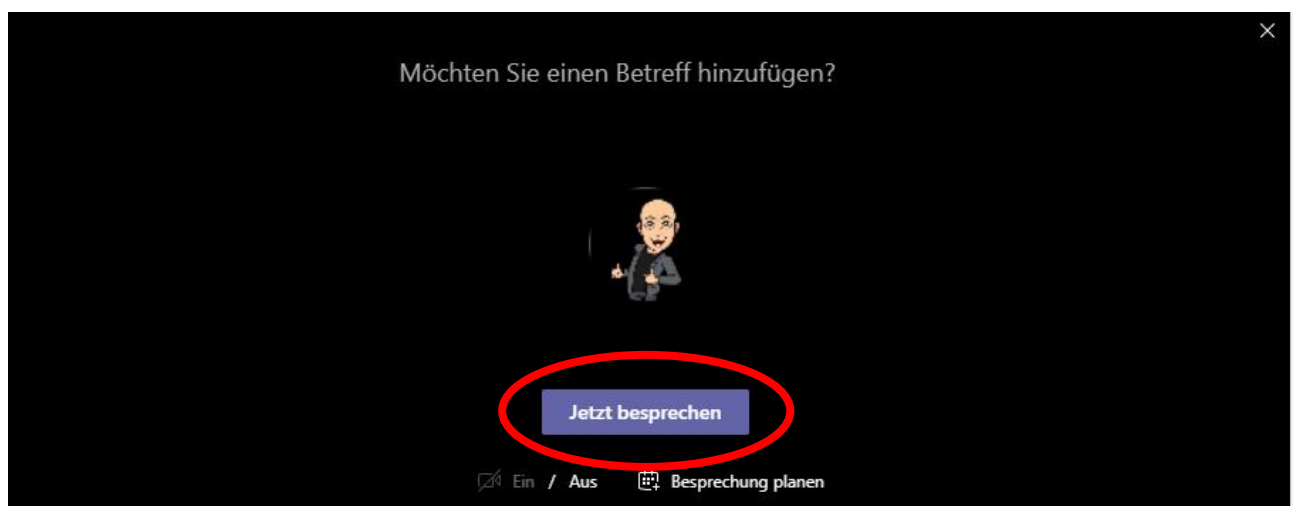 Möchten Sie einen Betreff hinzufügen?
Jetzt besprechen
Ein / Aus Besprechung planen